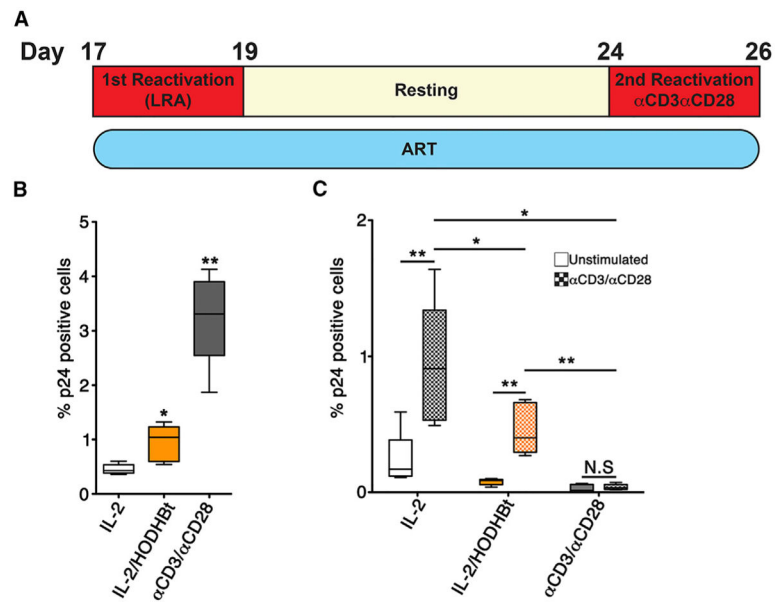 A
Day 17 19 24 26
1st Reactivation
(LRA)
Resting
2nd Reactivation
αCD3αCD28
ART
B
% p24 positive cells
5
4
3
2
1
0
*
**
IL-2
IL-2/HODHBt
αCD3/αCD28
C
% p24 positive cells
2
1
0
*
*
**
**
**
N.S
Unstimulated
αCD3/αCD28
IL-2
IL-2/HODHBt
αCD3/αCD28